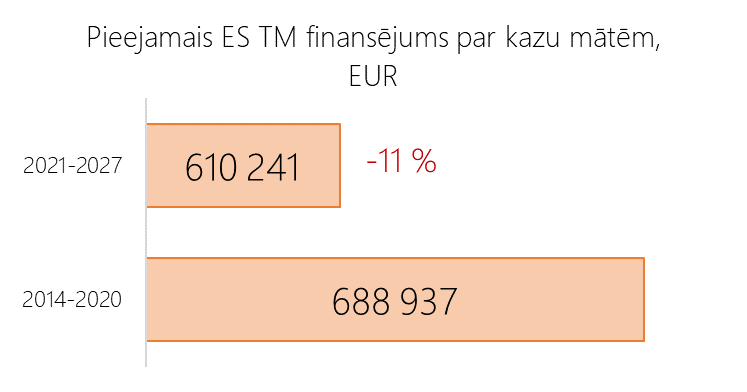 Pieejamais ES TM finansējums par kazu mātēm,
EUR
2021-2027
610 241
-11 %
2014-2020
688 937